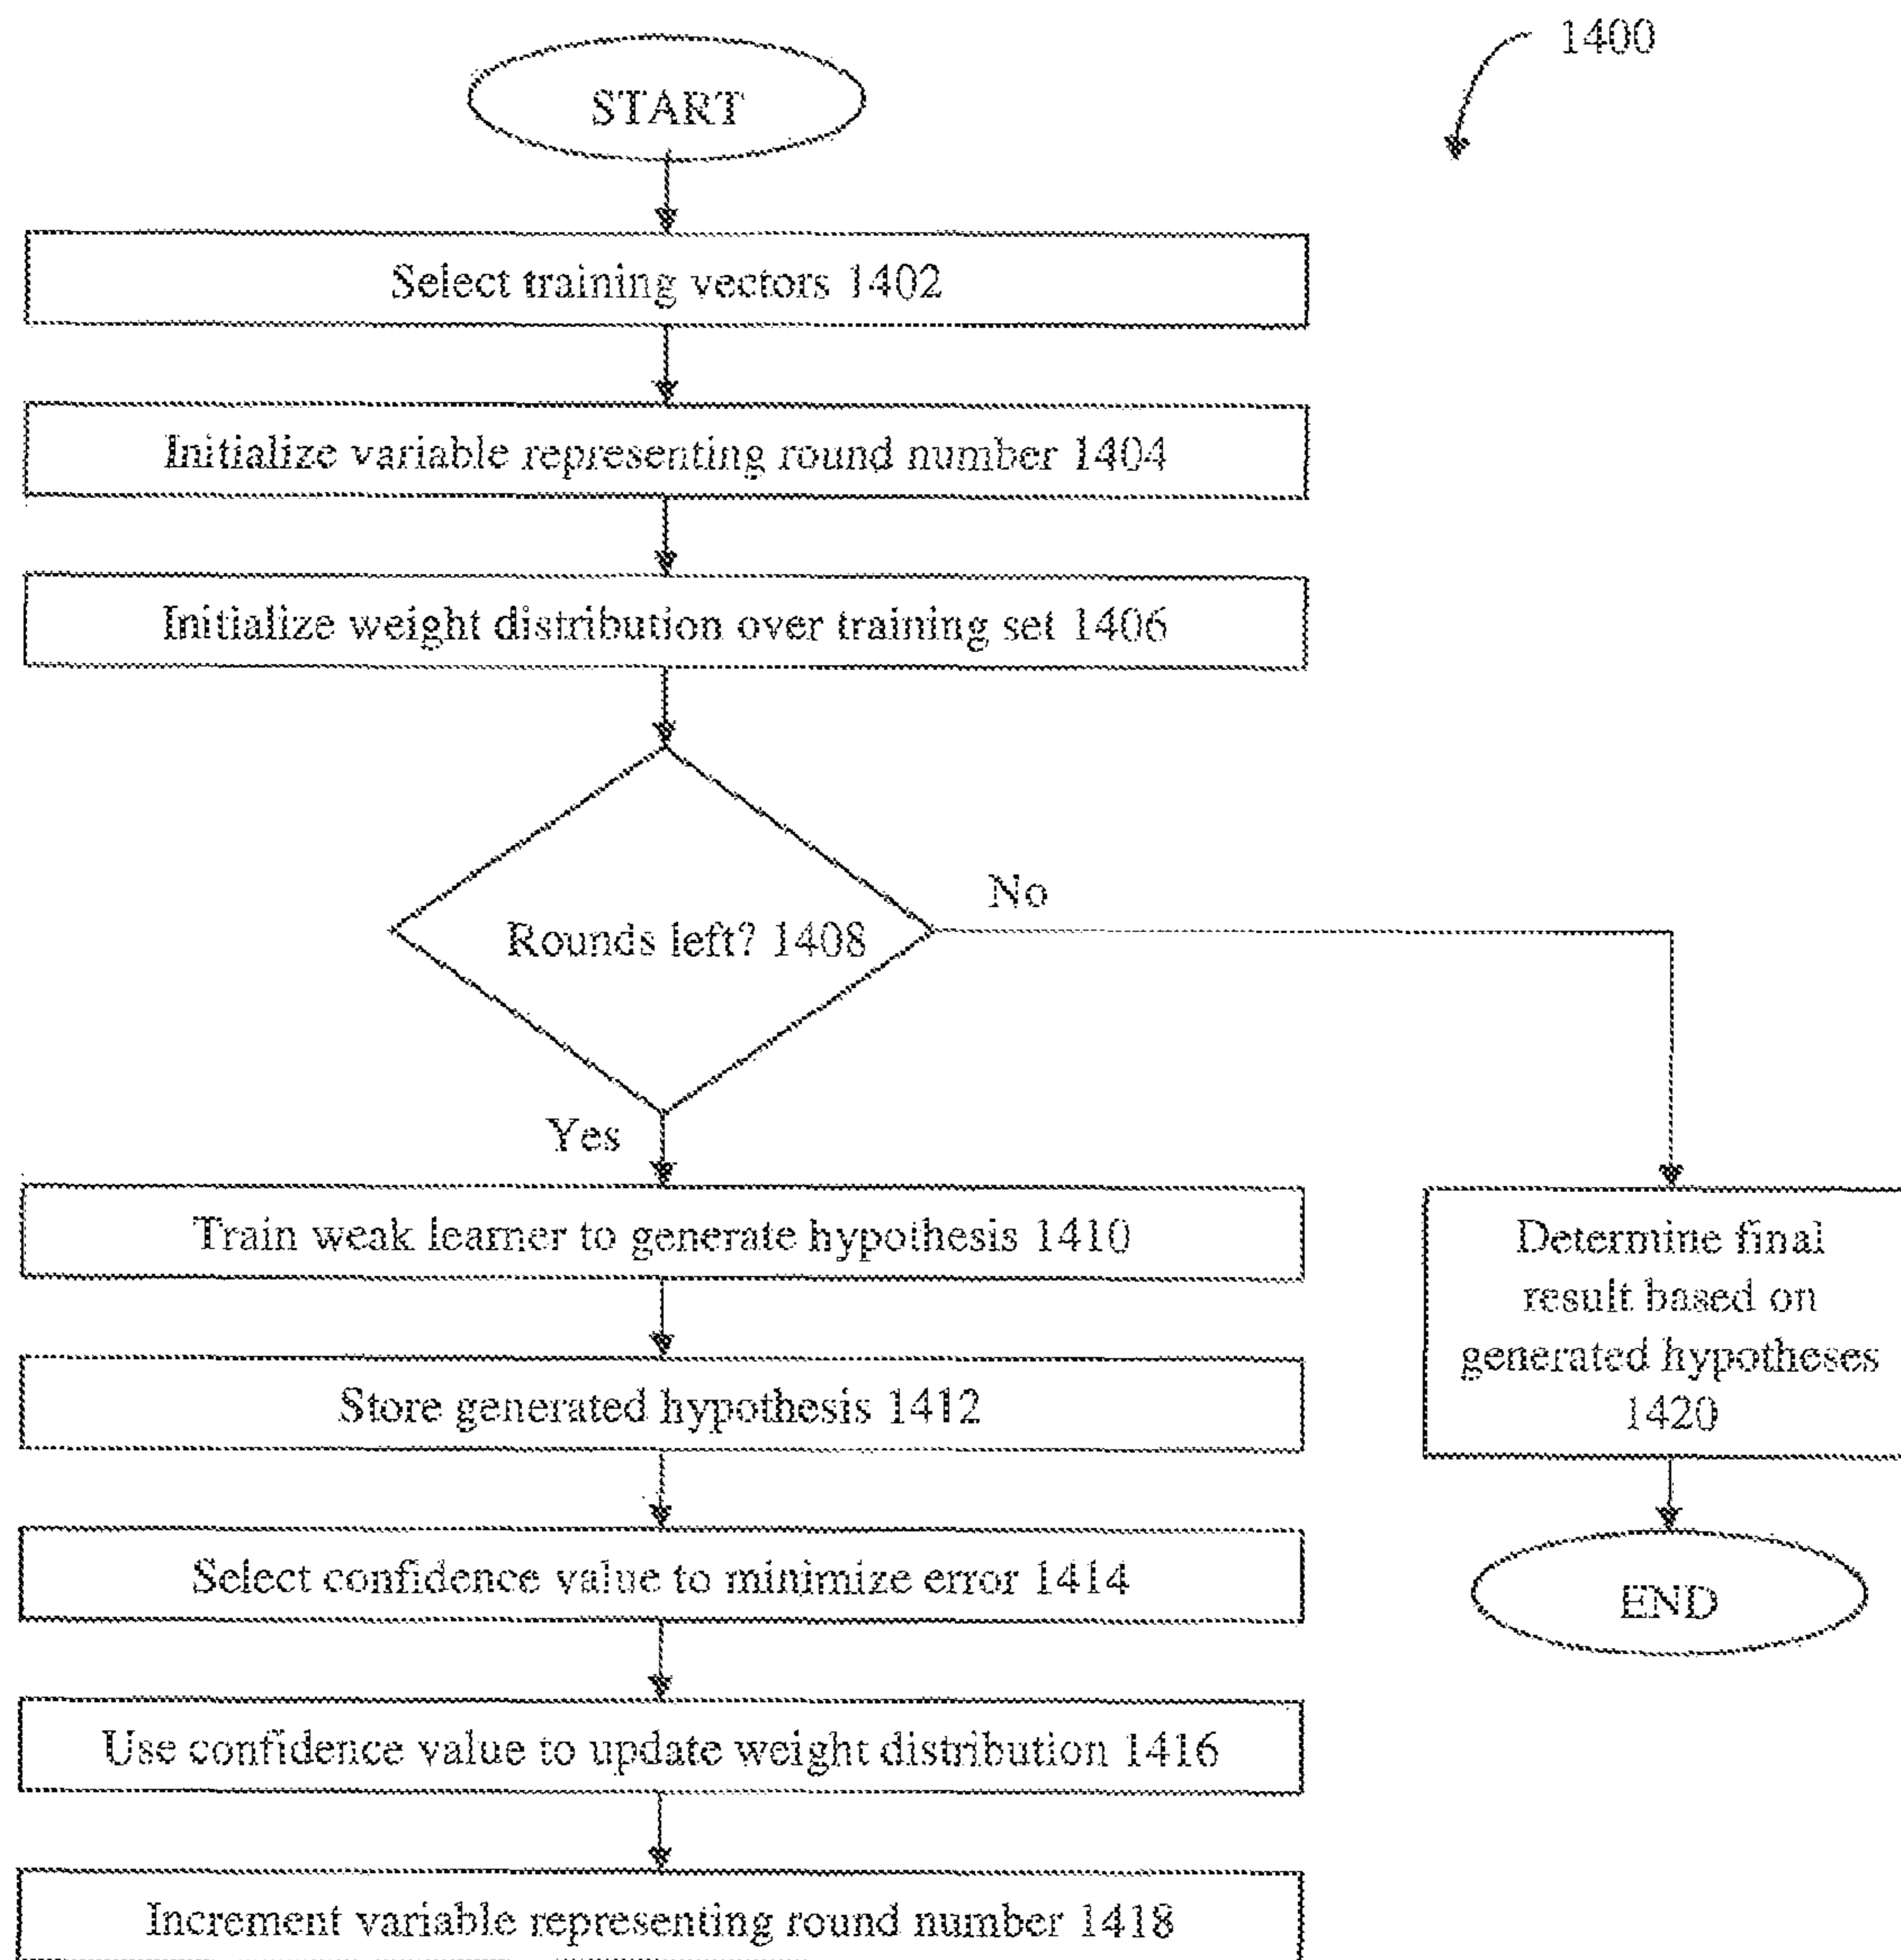 1400
START
Select training vectors 1402
Initialize variable representing round number 1404
Initialize weight distribution over training set 1406
Rounds left? 1408
No
Yes
Train weak learner to generate hypothesis 1410
Store generated hypothesis 1412
Select confidence value to minimize error 1414
Use confidence value to update weight distribution 1416
Increment variable representing round number 1418
Determine final
result based on
generated hypotheses
1420
END